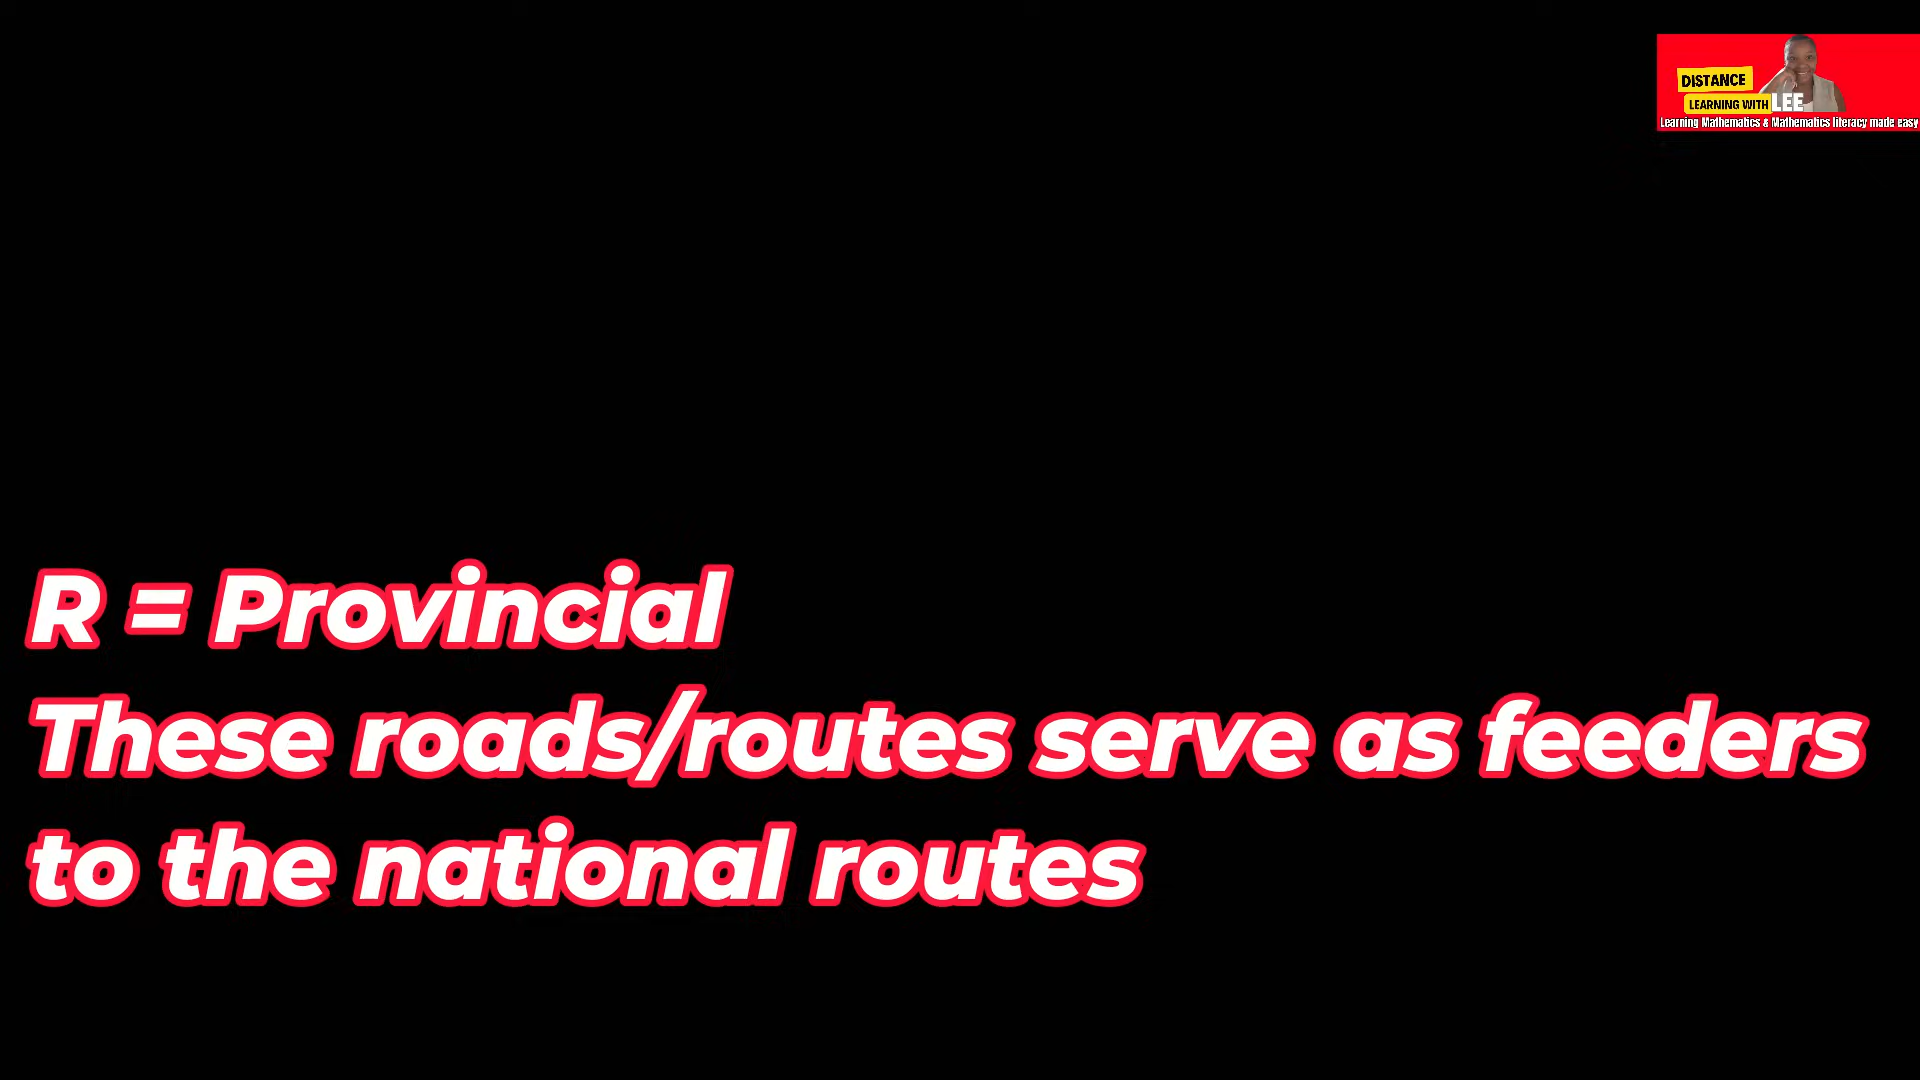 DISTANCE
LEARNING WITH LEE
Learning Mathematics & Mathematics literacy made easy
R = Provincial
These roads/routes serve as feeders
to the national routes